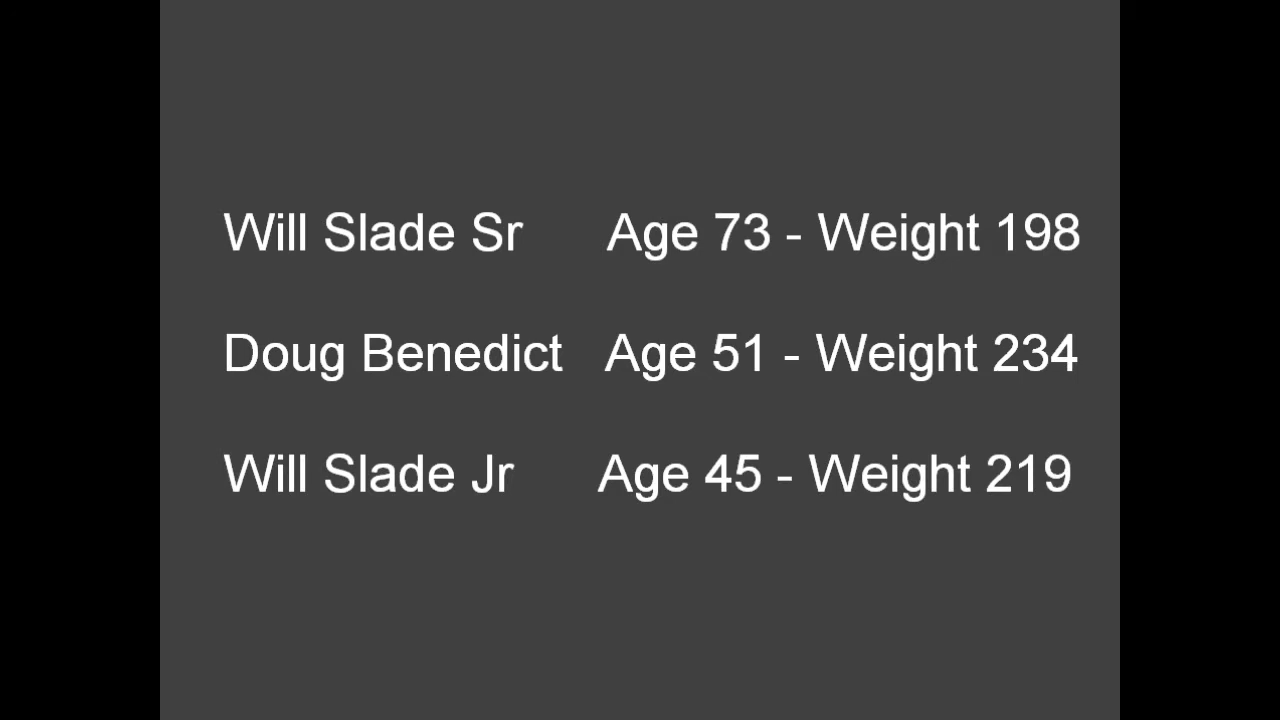 Will Slade Sr Age 73 - Weight 198
Doug Benedict Age 51 - Weight 234
Will Slade Jr Age 45 - Weight 219